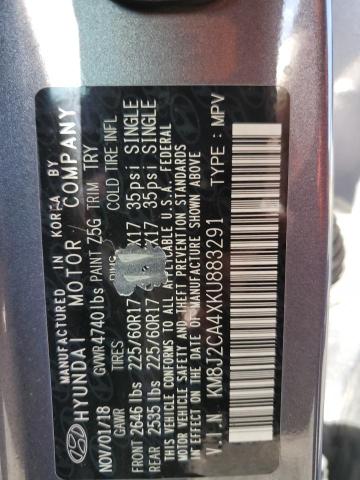 MANUFACTURED IN KOREA BY
HYUNDAI MOTOR COMPANY
NOV/01/18 GVWR 4740 lbs PAINT Z5G TRIM TRY
GAWR TIRES RIMS COLD TIRE INFL
FRONT 2646 lbs 225/60R17 X17 35psi SINGLE
REAR 2535 lbs 225/60R17 X17 35psi SINGLE
THIS VEHICLE CONFORMS TO ALL APPLICABLE U.S.A. FEDERAL
MOTOR VEHICLE SAFETY AND THEFT PREVENTION STANDARDS
IN EFFECT ON THE DATE OF MANUFACTURE SHOWN ABOVE.
V.I.N: KM8J2CA4XKU883291 TYPE: MPV